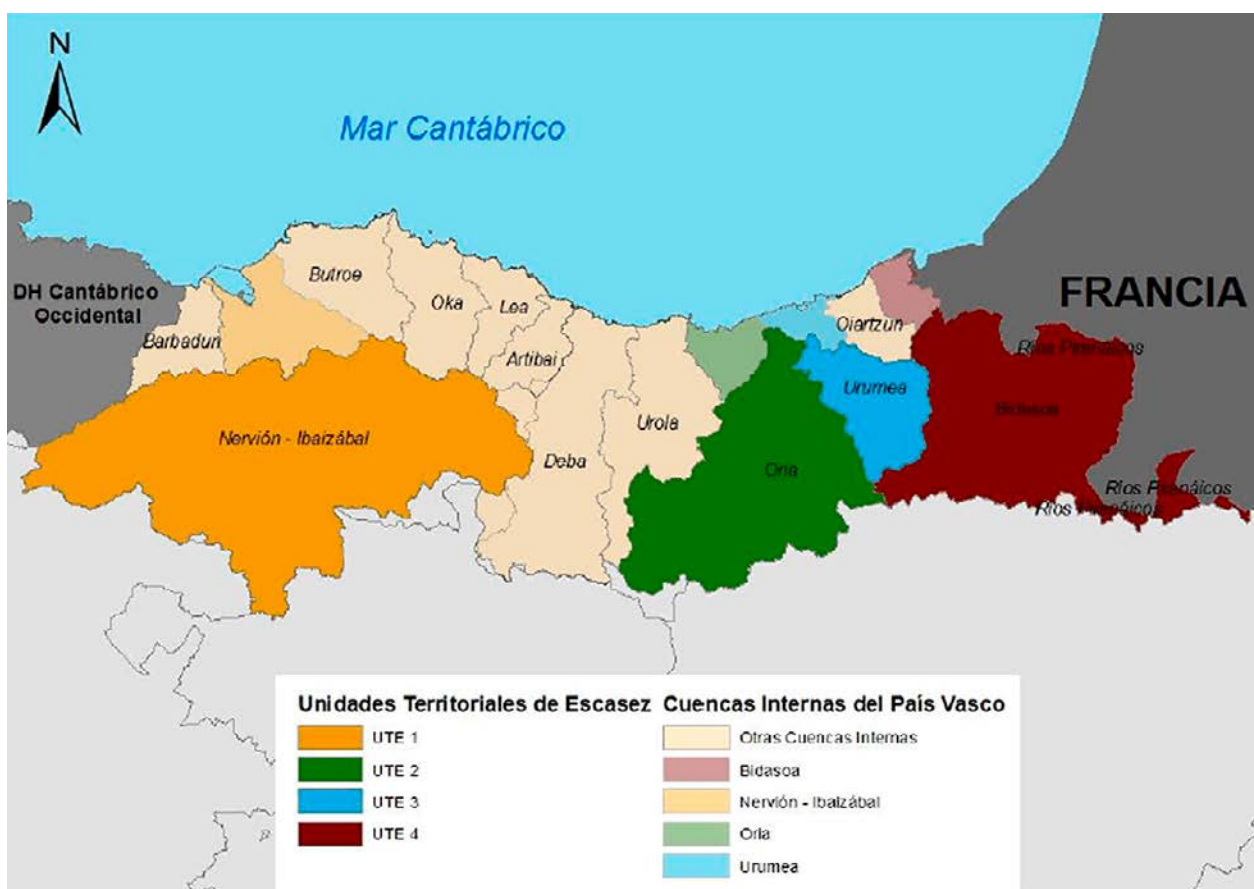 N
Mar Cantábrico
DH Cantábrico
Occidental
FRANCIA
Barbadun
Butroe
Oka
Lea
Artibai
Oiartzun
Ríos Pirenáicos
Urumea
Bidasoa
Nervión - Ibaizábal
Deba
Urola
Oria
Ríos Pirenáicos
Ríos Pirenáicos
Unidades Territoriales de Escasez
UTE 1
UTE 2
UTE 3
UTE 4
Cuencas Internas del País Vasco
Otras Cuencas Internas
Bidasoa
Nervión - Ibaizábal
Oria
Urumea